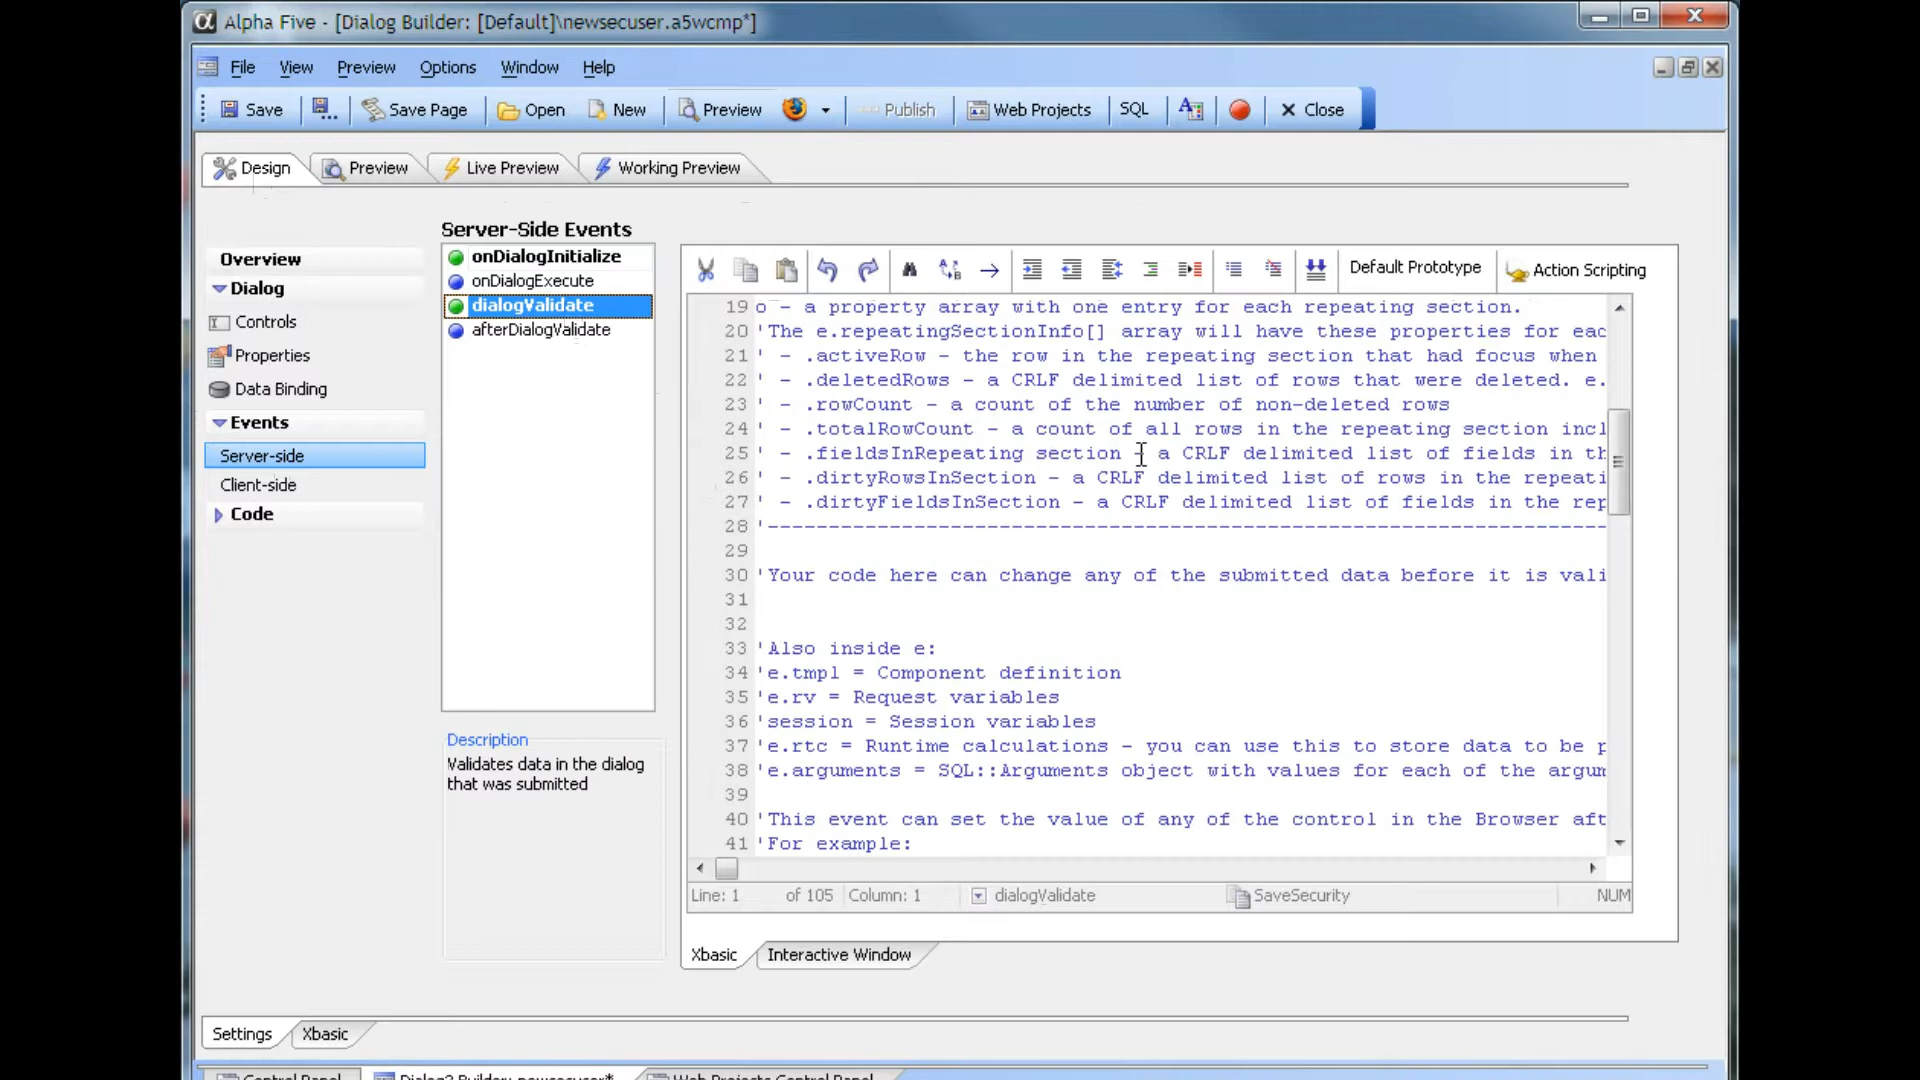 Alpha Five - [Dialog Builder: [Default]\newsecuser.a5wcmp*]
File View Preview Options Window Help
Save ... Save Page Open New Preview Publish Web Projects SQL Close
Design Preview Live Preview Working Preview
Overview
Dialog
Controls
Properties
Data Binding
Events
Server-side
Client-side
Code
Server-Side Events
onDialogInitialize
onDialogExecute
dialogValidate
afterDialogValidate
Description
Validates data in the dialog
that was submitted
Default Prototype Action Scripting
19 o - a property array with one entry for each repeating section.
20 'The e.repeatingSectionInfo[] array will have these properties for eac
21 ' - .activeRow - the row in the repeating section that had focus when
22 ' - .deletedRows - a CRLF delimited list of rows that were deleted. e.
23 ' - .rowCount - a count of the number of non-deleted rows
24 ' - .totalRowCount - a count of all rows in the repeating section incl
25 ' - .fieldsInRepeating section - a CRLF delimited list of fields in th
26 ' - .dirtyRowsInSection - a CRLF delimited list of rows in the repeati
27 ' - .dirtyFieldsInSection - a CRLF delimited list of fields in the rep
28 '----------------------------------------------------------------------
29
30 'Your code here can change any of the submitted data before it is vali
31
32
33 'Also inside e:
34 'e.tmpl = Component definition
35 'e.rv = Request variables
36 'session = Session variables
37 'e.rtc = Runtime calculations - you can use this to store data to be p
38 'e.arguments = SQL::Arguments object with values for each of the argum
39
40 'This event can set the value of any of the control in the Browser aft
41 'For example:
Line: 1 of 105 Column: 1 dialogValidate SaveSecurity NUM
Xbasic Interactive Window
Settings Xbasic
Control Panel Dialog2 Builder: newsecuser* Web Projects Control Panel